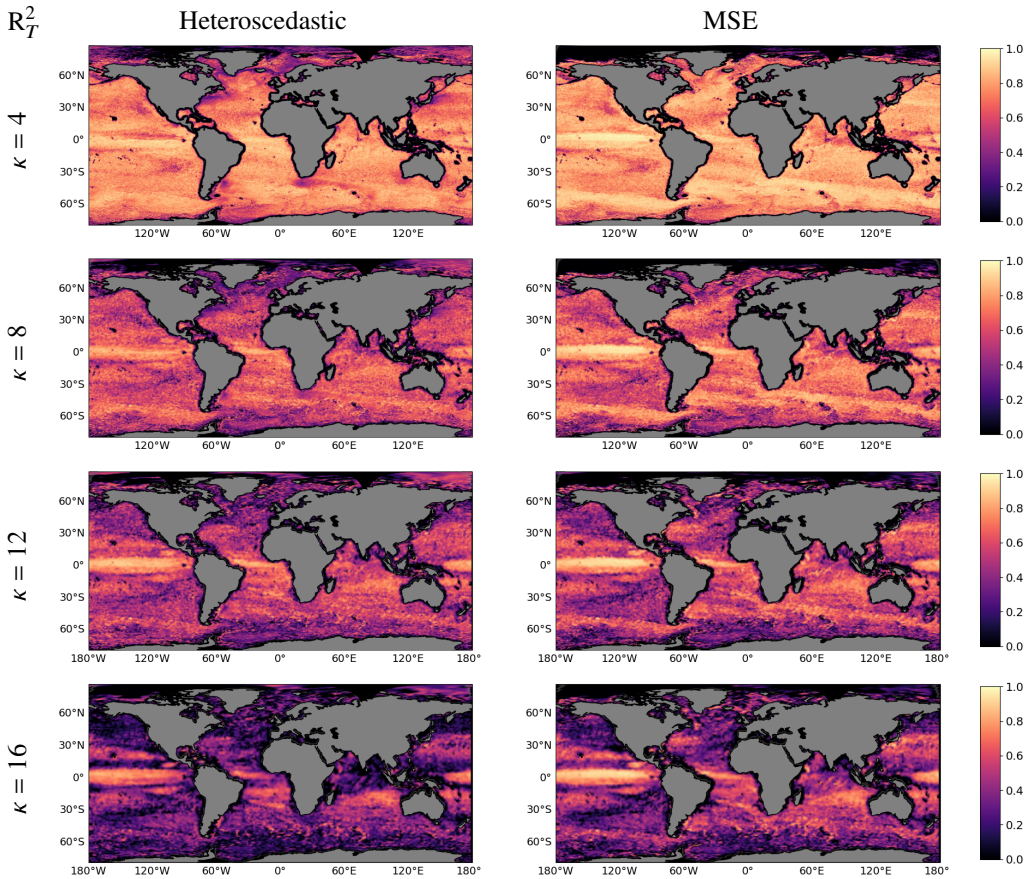 R²_T Heteroscedastic MSE
κ = 4
60°N 60°N 1.0
30°N 30°N 0.8
0° 0° 0.6
30°S 30°S 0.4
60°S 60°S 0.2
0.0
120°W 60°W 0° 60°E 120°E 120°W 60°W 0° 60°E 120°E
κ = 8
60°N 60°N 1.0
30°N 30°N 0.8
0° 0° 0.6
30°S 30°S 0.4
60°S 60°S 0.2
0.0
120°W 60°W 0° 60°E 120°E 120°W 60°W 0° 60°E 120°E
κ = 12
60°N 60°N 1.0
30°N 30°N 0.8
0° 0° 0.6
30°S 30°S 0.4
60°S 60°S 0.2
0.0
180°W 120°W 60°W 0° 60°E 120°E 180° 180°W 120°W 60°W 0° 60°E 120°E 180°
κ = 16
60°N 60°N 1.0
30°N 30°N 0.8
0° 0° 0.6
30°S 30°S 0.4
60°S 60°S 0.2
0.0
180°W 120°W 60°W 0° 60°E 120°E 180° 180°W 120°W 60°W 0° 60°E 120°E 180°